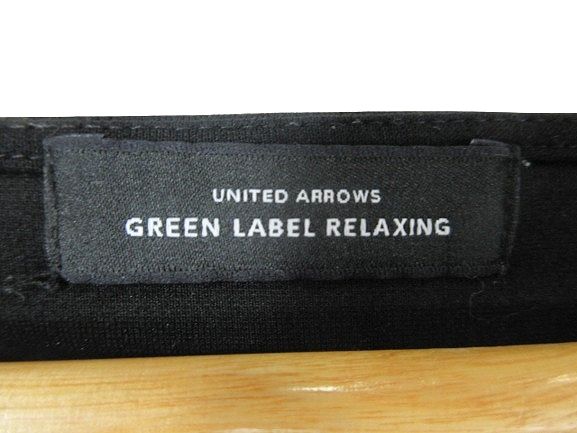 UNITED ARROWS
GREEN LABEL RELAXING